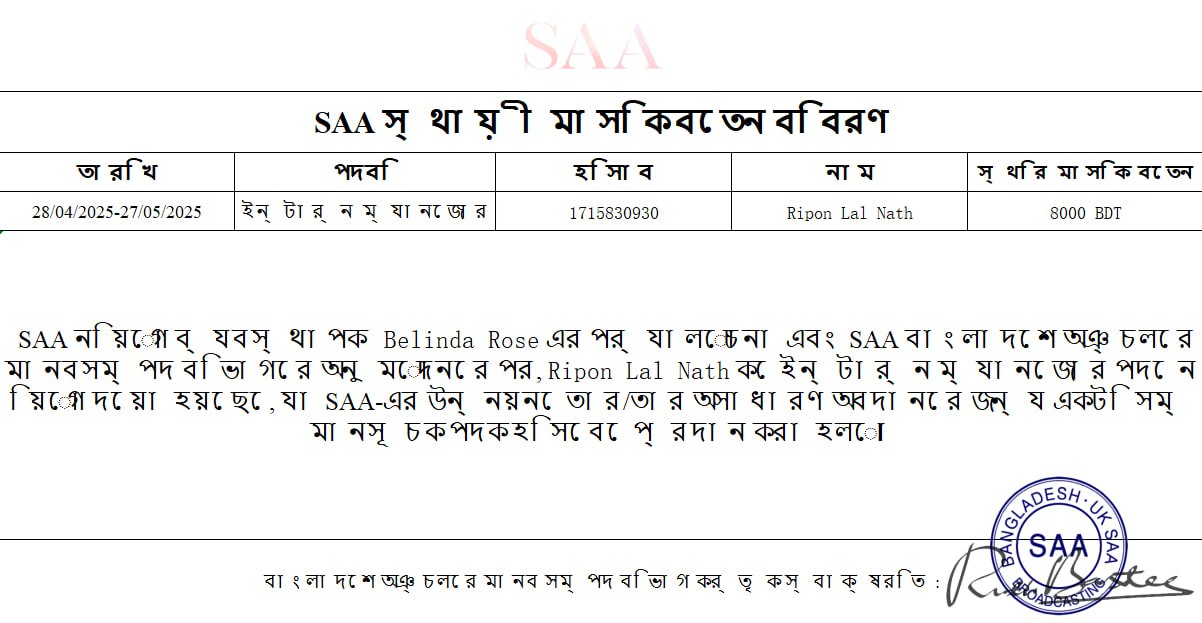 SAA
SAA স্থায়ী মাসিক বেতন বিবরণ
তারিখ পদবি হিসাব নাম স্থির মাসিক বেতন
28/04/2025-27/05/2025 ইন্টার্ন ম্যানেজার 1715830930 Ripon Lal Nath 8000 BDT
SAA নিয়োগ ব্যবস্থাপক Belinda Rose এর পর্যালোচনা এবং SAA বাংলাদেশ অঞ্চলের
মানবসম্পদ বিভাগের অনুমোদনের পর, Ripon Lal Nath কে ইন্টার্ন ম্যানেজার পদে ন
িয়োগ দেয়া হয়েছে, যা SAA-এর উন্নয়নে তার/তার অসাধারণ অবদানের জন্য একটি সম্
মানসূচক পদক হিসেবে প্রদান করা হলো।
BANGLADESH · UK SAA
SAA
BROADCASTING
বাংলাদেশ অঞ্চলের মানব সম্পদ বিভাগ কর্তৃক স্বাক্ষরিত :